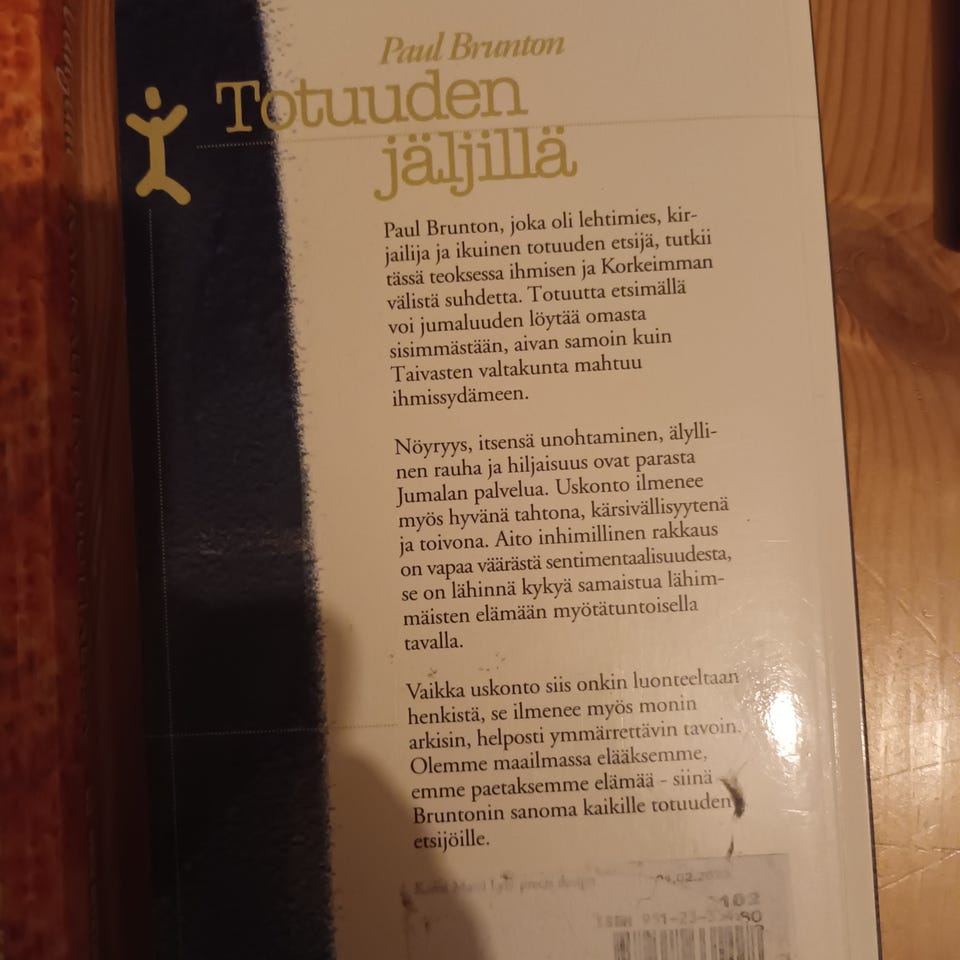 Paul Brunton
Totuuden
jäljillä
Paul Brunton, joka oli lehtimies, kir-
jailija ja ikuinen totuuden etsijä, tutkii
tässä teoksessa ihmisen ja Korkeimman
välistä suhdetta. Totuutta etsimällä
voi jumaluuden löytää omasta
sisimmästään, aivan samoin kuin
Taivasten valtakunta mahtuu
ihmissydämeen.
Nöyryys, itsensä unohtaminen, älylli-
nen rauha ja hiljaisuus ovat parasta
Jumalan palvelua. Uskonto ilmenee
myös hyvänä tahtona, kärsivällisyytenä
ja toivona. Aito inhimillinen rakkaus
on vapaa väärästä sentimentaalisuudesta,
se on lähinnä kykyä samaistua lähim-
mäisten elämään myötätuntoisella
tavalla.
Vaikka uskonto siis onkin luonteeltaan
henkistä, se ilmenee myös monin
arkisin, helposti ymmärrettävin tavoin.
Olemme maailmassa elääksemme,
emme paetaksemme elämää - siinä
Bruntonin sanoma kaikille totuuden
etsijöille.
102
ISBN